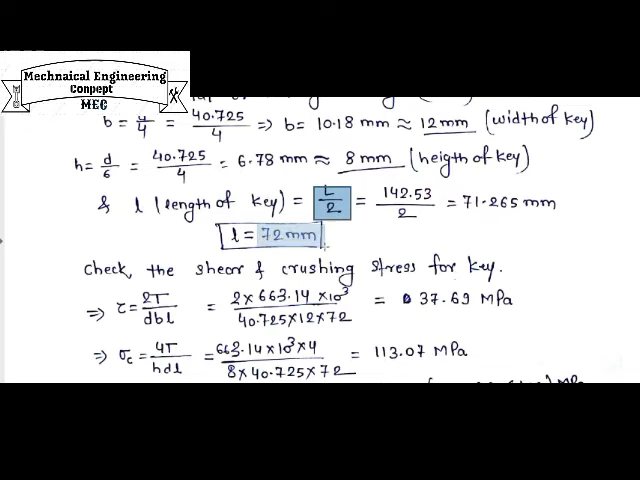 Mechnaical Engineering
Conpept
MEC
b = d/4 = 40.725/4 => b = 10.18 mm ≈ 12 mm (width of key)
h = d/6 = 40.725/4 = 6.78 mm ≈ 8 mm (heigth of key)
& l (length of key) = L/2 = 142.53/2 = 71.265 mm
l = 72 mm
check, the shear & crushing stress for key.
=> τ = 2T/dbl = 2×663.14×10³/40.725×12×72 = 37.69 MPa
=> σc = 4T/hdl = 663.14×10³×4/8×40.725×72 = 113.07 MPa